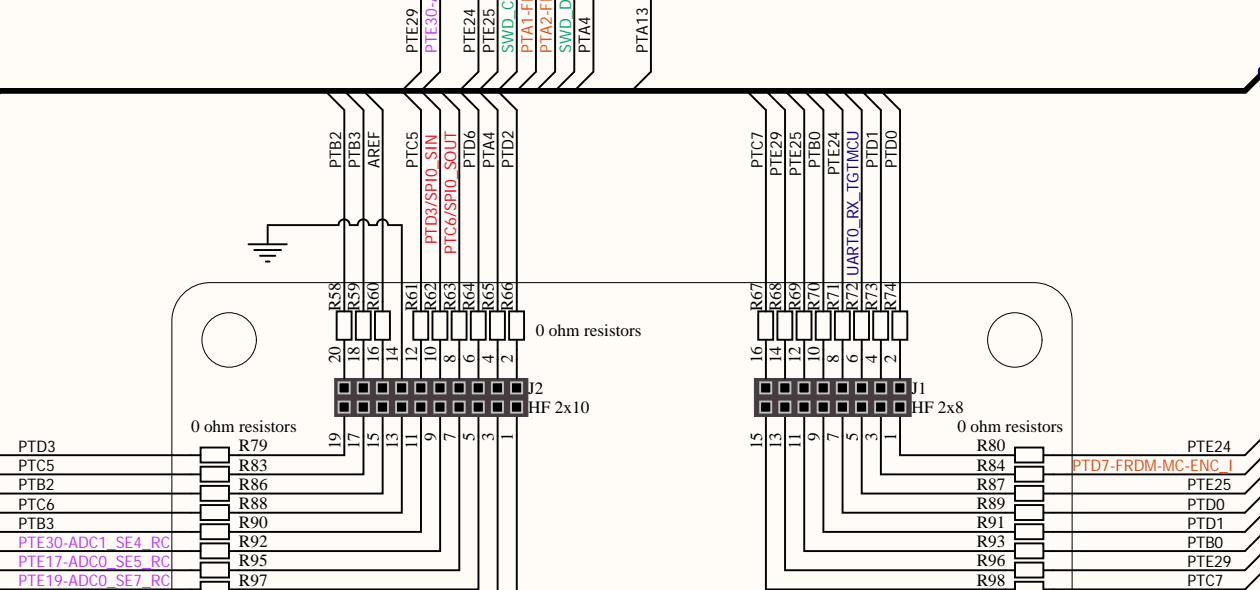 PTE29
PTE30-
PTE24
PTE25
SWD_C
PTA1-F
PTA2-F
SWD_D
PTA4
PTA13
PTB2
PTB3
AREF
PTC5
PTD3/SPI0_SIN
PTC6/SPI0_SOUT
PTD6
PTA4
PTD2
PTC7
PTE29
PTE25
PTB0
PTE24
UART0_RX_TGTMCU
PTD1
PTD0
R58 R59 R60 R61 R62 R63 R64 R65 R66
R67 R68 R69 R70 R71 R72 R73 R74
0 ohm resistors
20 18 16 14 12 10 8 6 4 2
16 14 12 10 8 6 4 2
J2
HF 2x10
J1
HF 2x8
19 17 15 13 11 9 7 5 3 1
15 13 11 9 7 5 3 1
0 ohm resistors
0 ohm resistors
PTD3 R79
PTC5 R83
PTB2 R86
PTC6 R88
PTB3 R90
PTE30-ADC1_SE4_RC R92
PTE17-ADC0_SE5_RC R95
PTE19-ADC0_SE7_RC R97
R80 PTE24
R84 PTD7-FRDM-MC-ENC_I
R87 PTE25
R89 PTD0
R91 PTD1
R93 PTB0
R96 PTE29
R98 PTC7